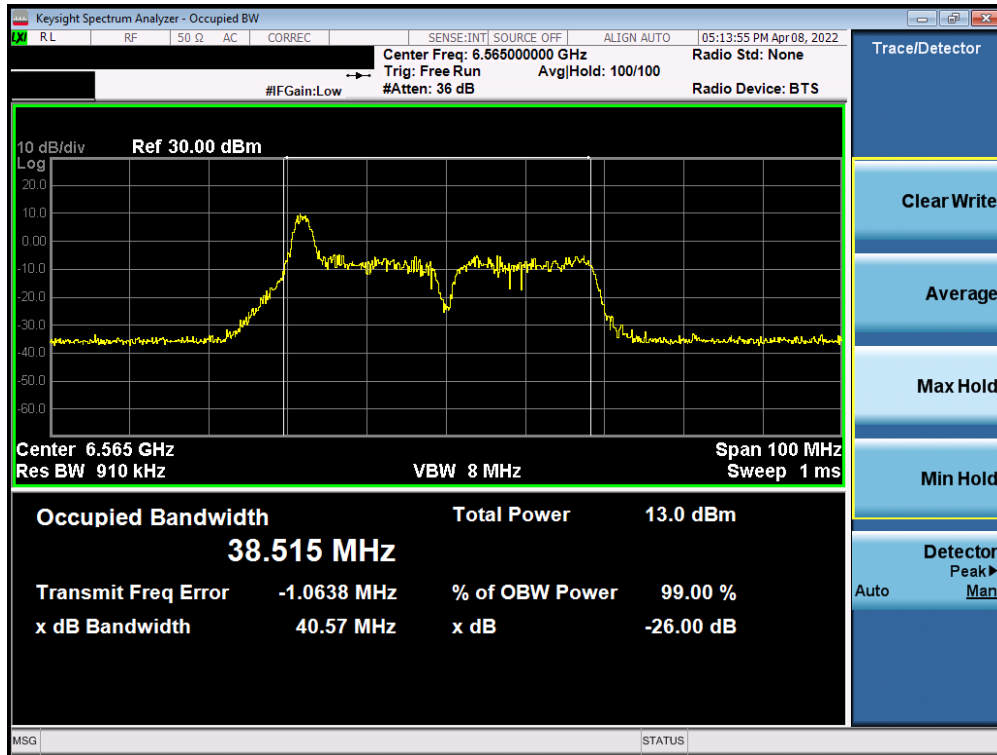 Keysight Spectrum Analyzer - Occupied BW
LXI RL RF 50 Ω AC CORREC SENSE:INT SOURCE OFF ALIGN AUTO 05:13:55 PM Apr 08, 2022
Center Freq: 6.565000000 GHz Radio Std: None
Trig: Free Run Avg|Hold: 100/100
#IFGain:Low #Atten: 36 dB Radio Device: BTS
Trace/Detector
10 dB/div Ref 30.00 dBm
Log
20.0
10.0
0.00
-10.0
-20.0
-30.0
-40.0
-50.0
-60.0
Center 6.565 GHz Span 100 MHz
Res BW 910 kHz VBW 8 MHz Sweep 1 ms
Occupied Bandwidth Total Power 13.0 dBm
38.515 MHz
Transmit Freq Error -1.0638 MHz % of OBW Power 99.00 %
x dB Bandwidth 40.57 MHz x dB -26.00 dB
Clear Write
Average
Max Hold
Min Hold
Detector
Peak▶
Auto Man
MSG STATUS